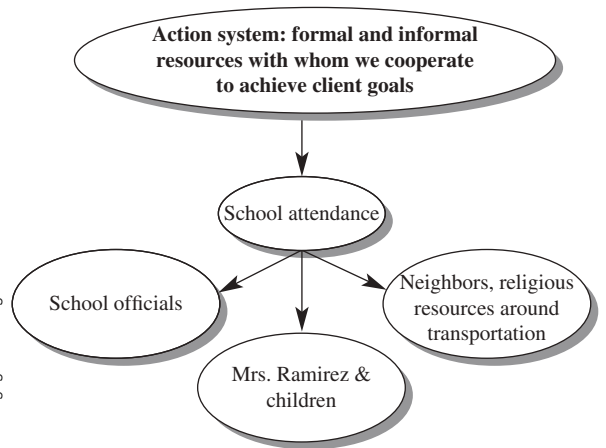 Action system: formal and informal
resources with whom we cooperate
to achieve client goals
School attendance
School officials
Neighbors, religious
resources around
transportation
Mrs. Ramirez &
children